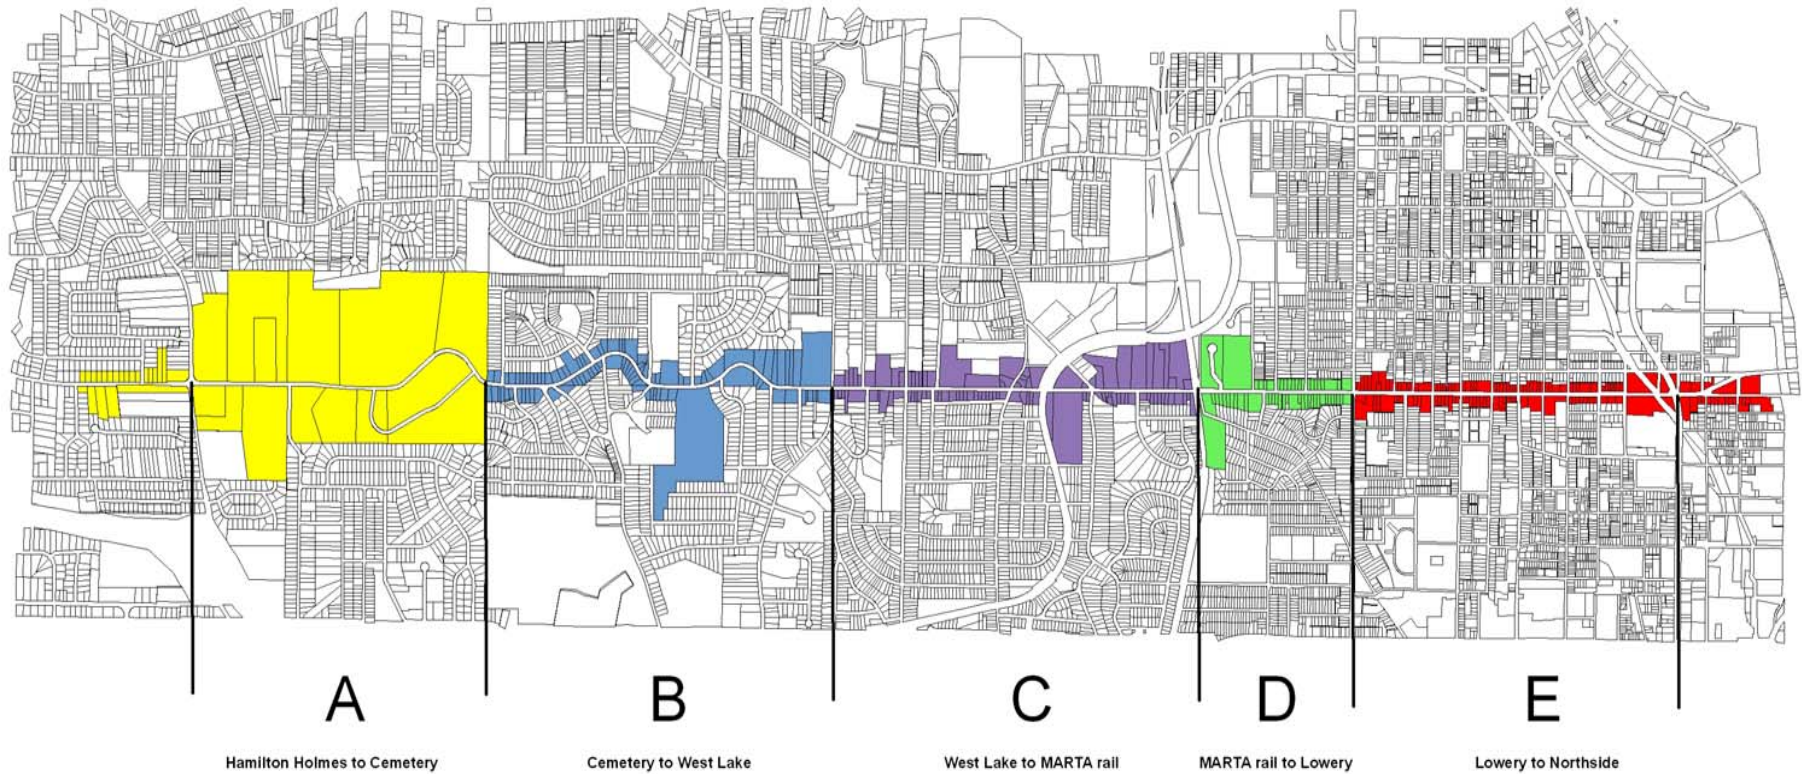 A
B
C
D
E
Hamilton Holmes to Cemetery
Cemetery to West Lake
West Lake to MARTA rail
MARTA rail to Lowery
Lowery to Northside